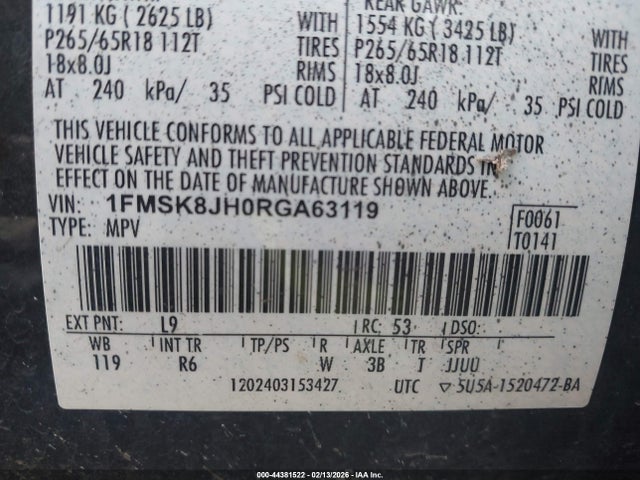 1191 KG ( 2625 LB) WITH
P265/65R18 112T TIRES
18x8.0J RIMS
AT 240 kPa/ 35 PSI COLD
REAR GAWR:
1554 KG ( 3425 LB) WITH
P265/65R18 112T TIRES
18x8.0J RIMS
AT 240 kPa/ 35 PSI COLD
THIS VEHICLE CONFORMS TO ALL APPLICABLE FEDERAL MOTOR
VEHICLE SAFETY AND THEFT PREVENTION STANDARDS IN
EFFECT ON THE DATE OF MANUFACTURE SHOWN ABOVE.
VIN: 1FMSK8JH0RGA63119
TYPE: MPV
F0061
T0141
EXT PNT: L9 RC: 53 DSO:
WB INT TR TP/PS R AXLE TR SPR
119 R6 W 3B T JJUU
1202403153427 UTC ▽ 5U5A-1520472-BA
000-44381522 - 02/13/2026 - IAA Inc.